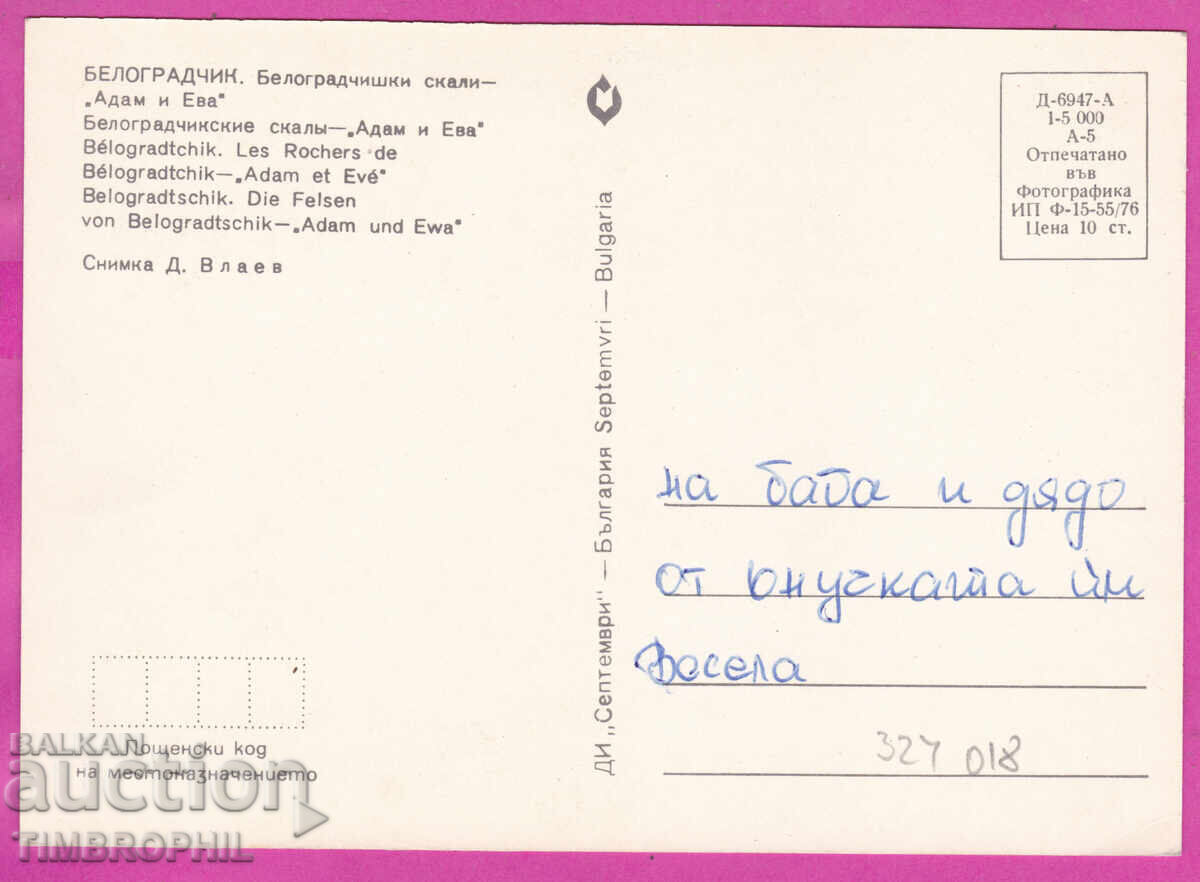 БЕЛОГРАДЧИК. Белоградчишки скали—
„Адам и Ева“
Белоградчикские скалы—„Адам и Ева“
Bélogradtchik. Les Rochers de
Bélogradtchik—„Adam et Evé“
Belogradtschik. Die Felsen
von Belogradtschik—„Adam und Ewa“
Снимка Д. Влаев
ДИ „Септември“ — България Septemvri — Bulgaria
Д-6947-А
1-5 000
А-5
Отпечатано
във
Фотографика
ИП Ф-15-55/76
Цена 10 ст.
на баба и дядо
от внучката им
Весела
327 018
Пощенски код
на местоназначението
BALKAN
auction
TIMBROPHIL